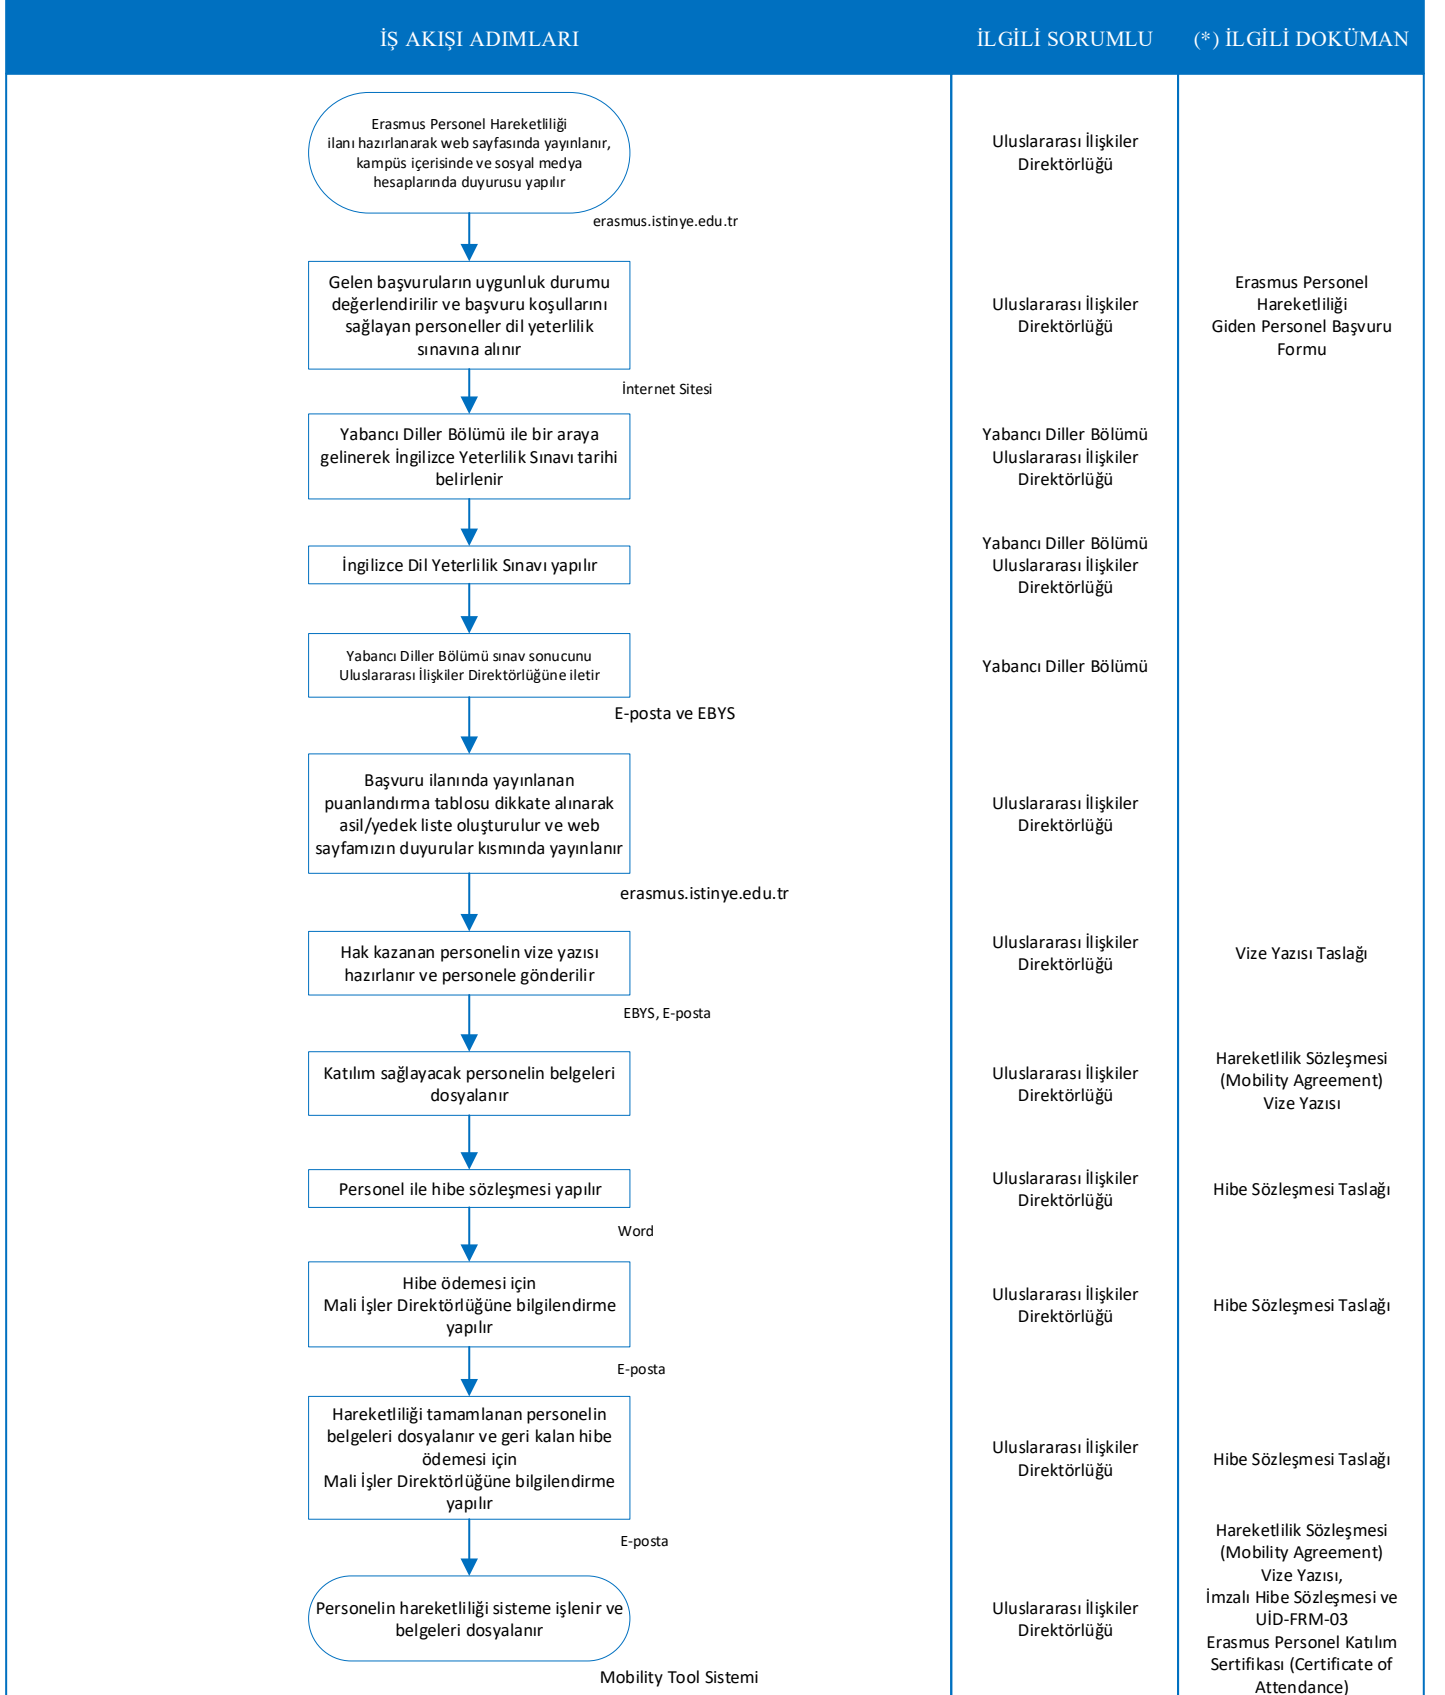 İŞ AKIŞI ADIMLARI
İLGİLİ SORUMLU
(*) İLGİLİ DOKÜMAN
Erasmus Personel Hareketliliği
ilanı hazırlanarak web sayfasında yayınlanır,
kampüs içerisinde ve sosyal medya
hesaplarında duyurusu yapılır
Uluslararası İlişkiler
Direktörlüğü
erasmus.istinye.edu.tr
Gelen başvuruların uygunluk durumu
değerlendirilir ve başvuru koşullarını
sağlayan personeller dil yeterlilik
sınavına alınır
Uluslararası İlişkiler
Direktörlüğü
Erasmus Personel
Hareketliliği
Giden Personel Başvuru
Formu
İnternet Sitesi
Yabancı Diller Bölümü ile bir araya
gelinerek İngilizce Yeterlilik Sınavı tarihi
belirlenir
Yabancı Diller Bölümü
Uluslararası İlişkiler
Direktörlüğü
İngilizce Dil Yeterlilik Sınavı yapılır
Yabancı Diller Bölümü
Uluslararası İlişkiler
Direktörlüğü
Yabancı Diller Bölümü sınav sonucunu
Uluslararası İlişkiler Direktörlüğüne iletir
Yabancı Diller Bölümü
E-posta ve EBYS
Başvuru ilanında yayınlanan
puanlandırma tablosu dikkate alınarak
asil/yedek liste oluşturulur ve web
sayfamızın duyurular kısmında yayınlanır
Uluslararası İlişkiler
Direktörlüğü
erasmus.istinye.edu.tr
Hak kazanan personelin vize yazısı
hazırlanır ve personele gönderilir
Uluslararası İlişkiler
Direktörlüğü
Vize Yazısı Taslağı
EBYS, E-posta
Katılım sağlayacak personelin belgeleri
dosyalanır
Uluslararası İlişkiler
Direktörlüğü
Hareketlilik Sözleşmesi
(Mobility Agreement)
Vize Yazısı
Personel ile hibe sözleşmesi yapılır
Uluslararası İlişkiler
Direktörlüğü
Hibe Sözleşmesi Taslağı
Word
Hibe ödemesi için
Mali İşler Direktörlüğüne bilgilendirme
yapılır
Uluslararası İlişkiler
Direktörlüğü
Hibe Sözleşmesi Taslağı
E-posta
Hareketliliği tamamlanan personelin
belgeleri dosyalanır ve geri kalan hibe
ödemesi için
Mali İşler Direktörlüğüne bilgilendirme
yapılır
Uluslararası İlişkiler
Direktörlüğü
Hibe Sözleşmesi Taslağı
E-posta
Personelin hareketliliği sisteme işlenir ve
belgeleri dosyalanır
Uluslararası İlişkiler
Direktörlüğü
Hareketlilik Sözleşmesi
(Mobility Agreement)
Vize Yazısı,
İmzalı Hibe Sözleşmesi ve
UİD-FRM-03
Erasmus Personel Katılım
Sertifikası (Certificate of
Attendance)
Mobility Tool Sistemi